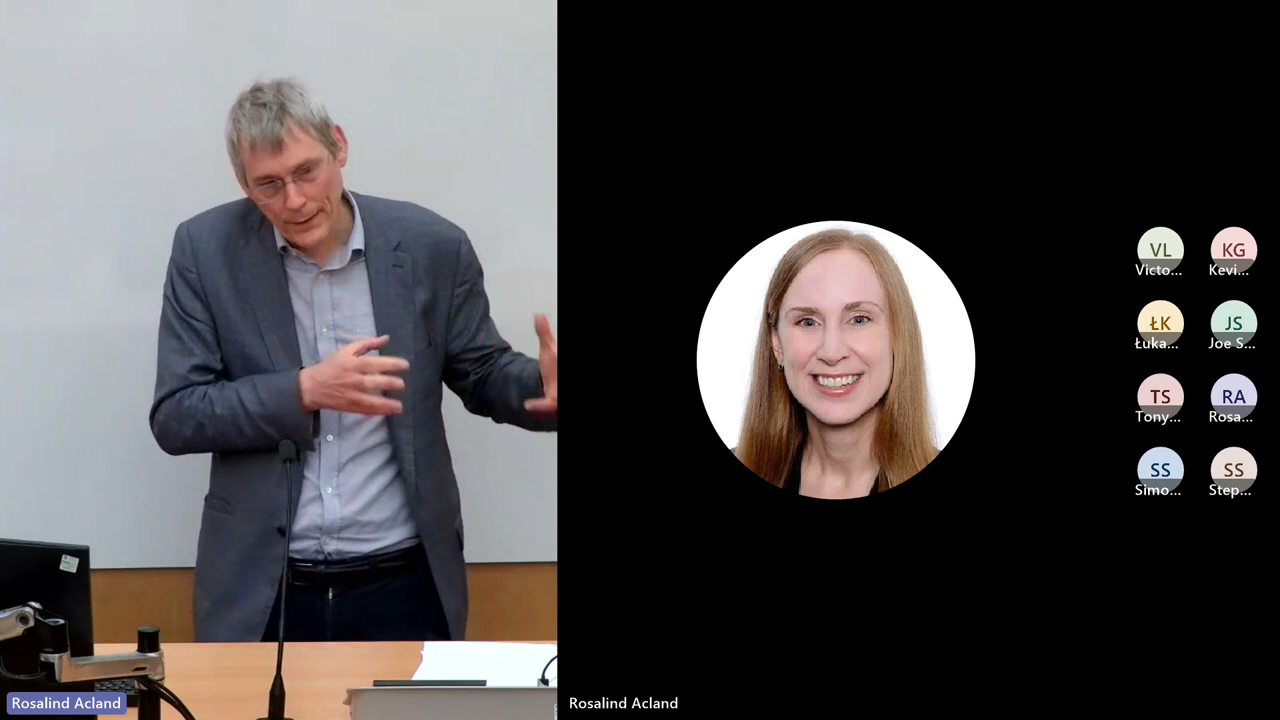 Rosalind Acland
Rosalind Acland
VL
Victo...
KG
Kevi...
ŁK
Łuka...
JS
Joe S...
TS
Tony...
RA
Rosa...
SS
Simo...
SS
Step...